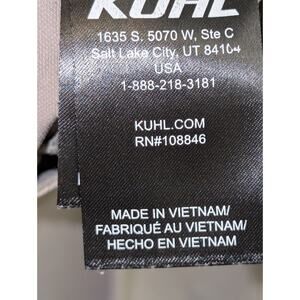 KUHL
1635 S. 5070 W, Ste C
Salt Lake City, UT 84104
USA
1-888-218-3181
KUHL.COM
RN#108846
MADE IN VIETNAM/
FABRIQUÉ AU VIETNAM/
HECHO EN VIETNAM